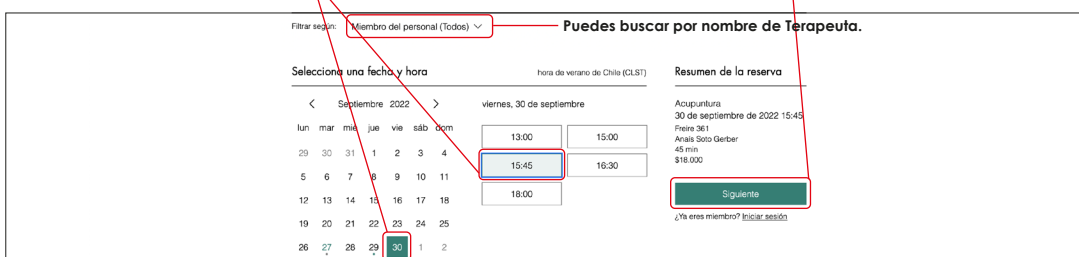 Filtrar según: Miembro del personal (Todos) Puedes buscar por nombre de Terapeuta.
Selecciona una fecha y hora hora de verano de Chile (CLST) Resumen de la reserva
Septiembre 2022 viernes, 30 de septiembre
lun mar mié jue vie sáb dom
29 30 31 1 2 3 4
5 6 7 8 9 10 11
12 13 14 15 16 17 18
19 20 21 22 23 24 25
26 27 28 29 30 1 2
13:00 15:00
15:45 16:30
18:00
Acupuntura
30 de septiembre de 2022 15:45
Freire 361
Anaís Soto Gerber
45 min
$18.000
Siguiente
¿Ya eres miembro? Iniciar sesión